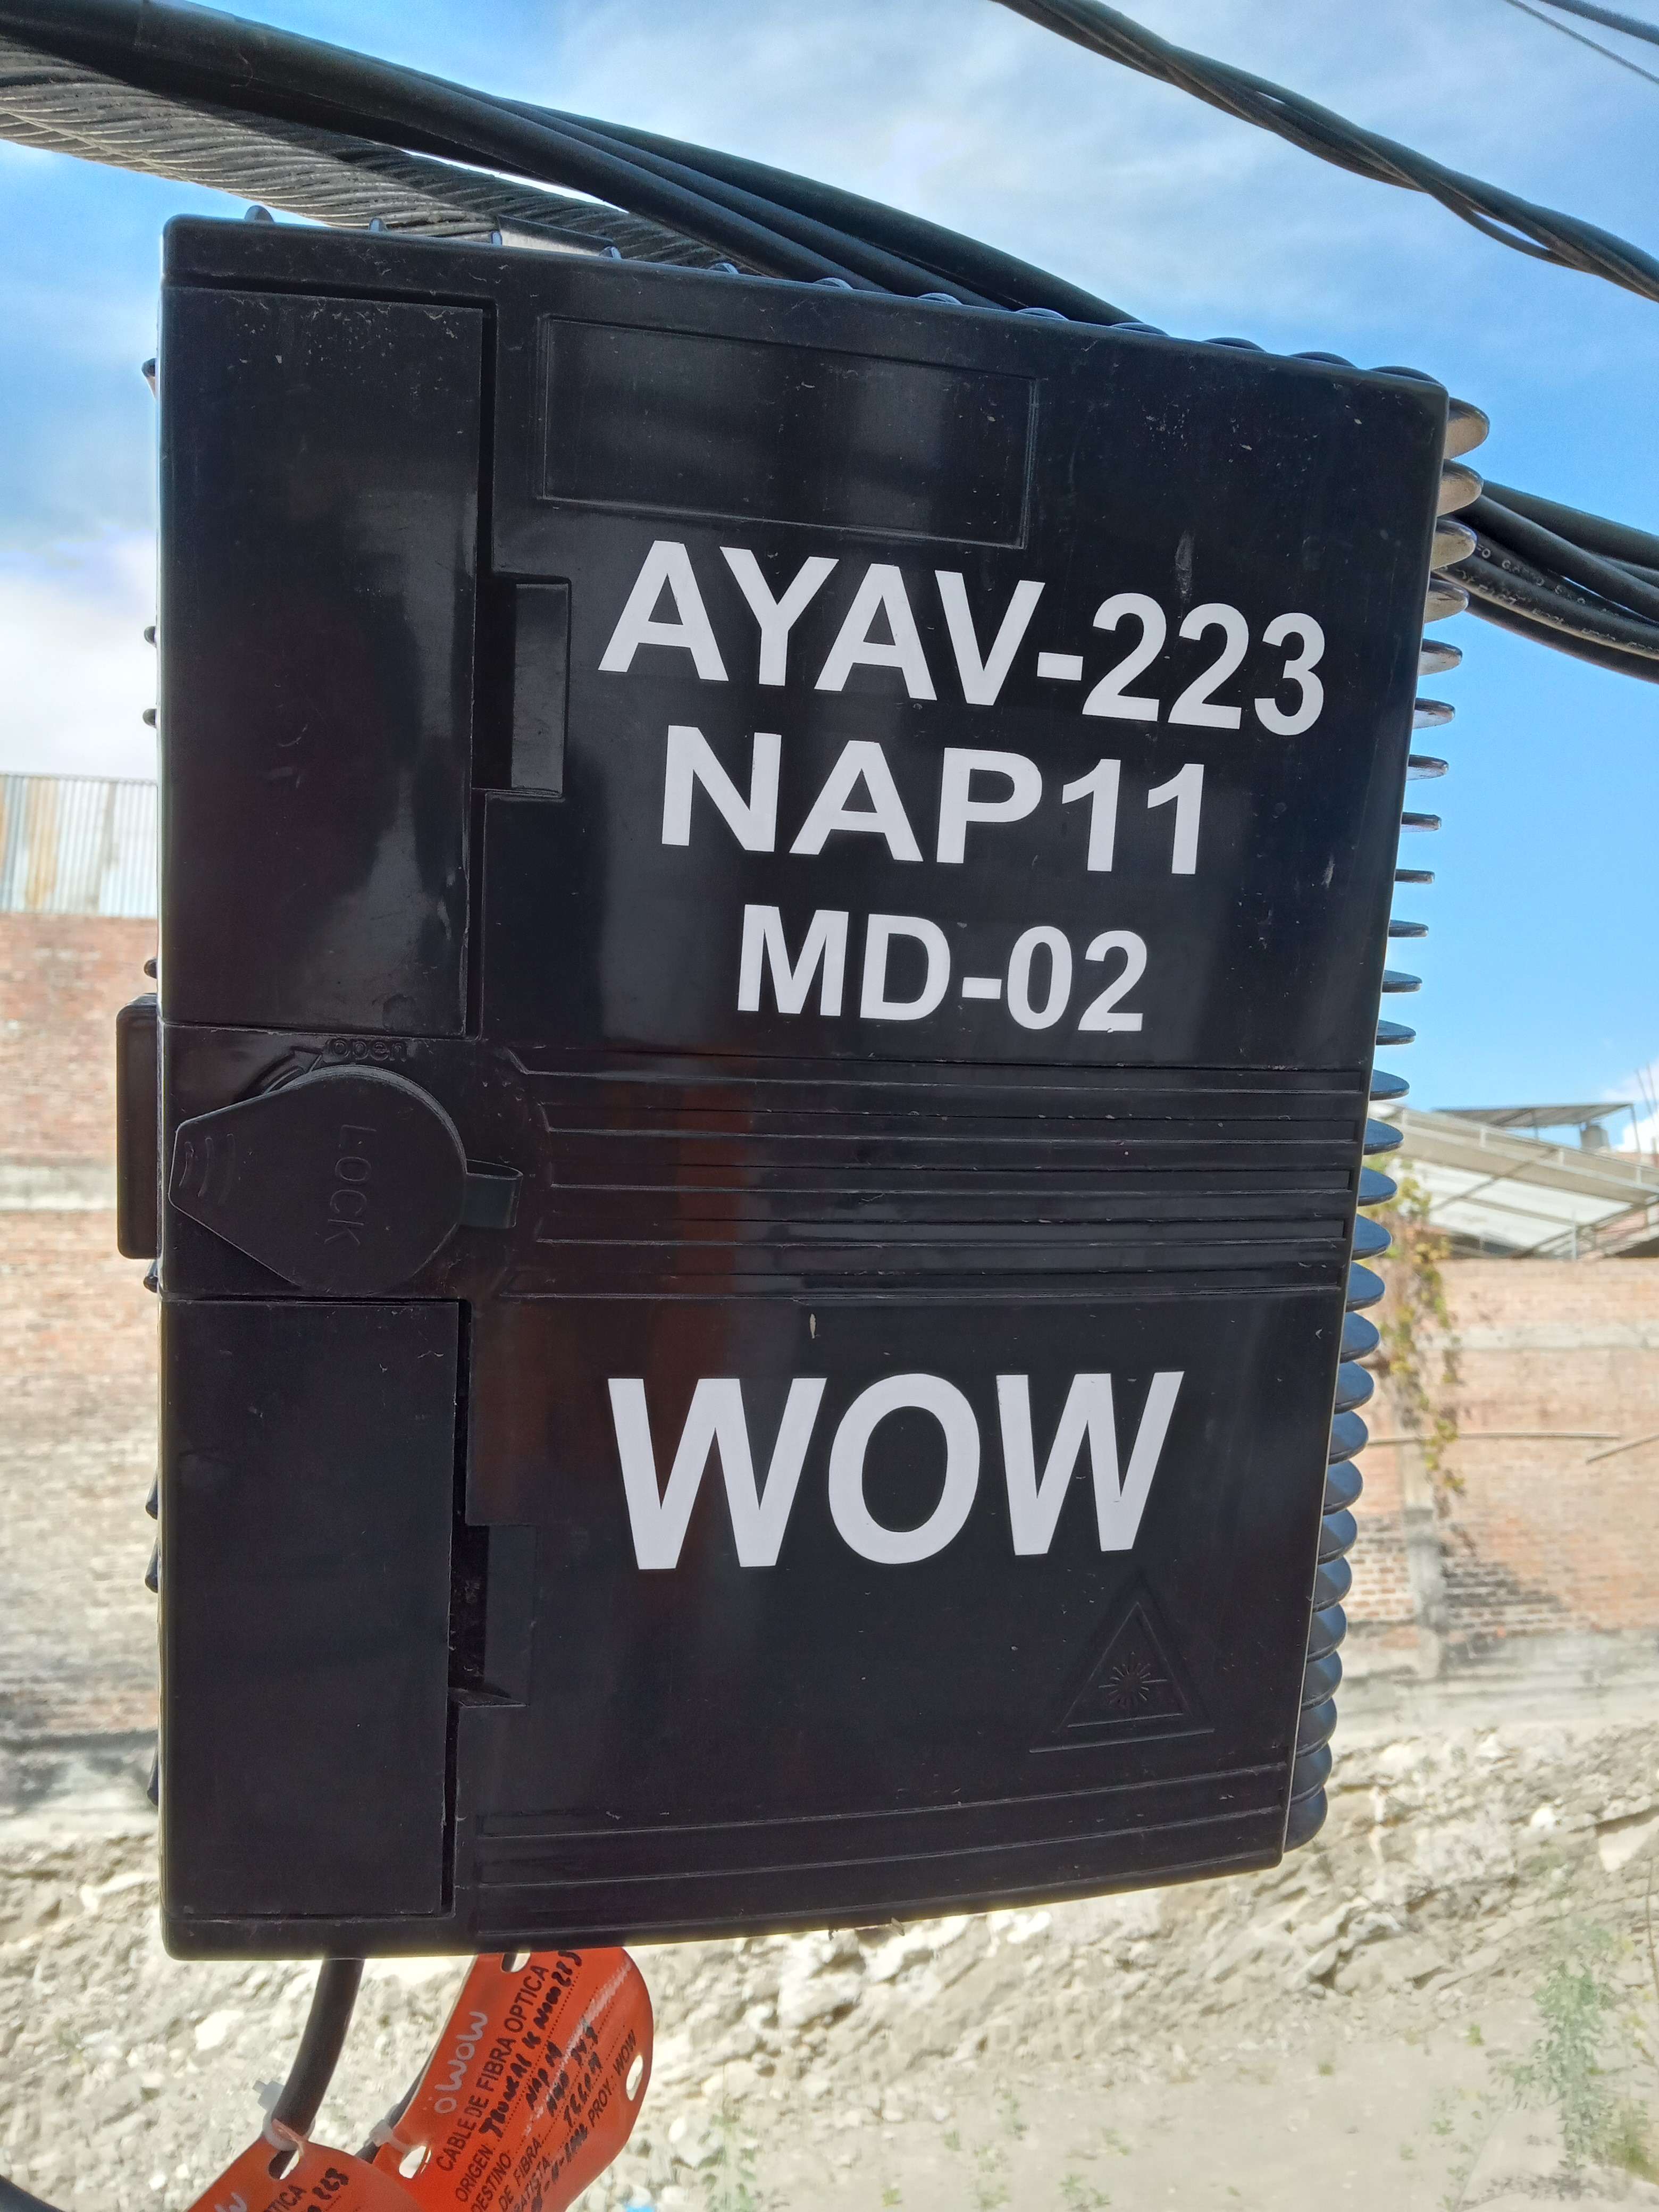 AYAV-223
NAP11
MD-02
open
LOCK
WOW
WOW
CABLE DE FIBRA OPTICA
ORIGEN:
DESTINO:
DE FIBRA:
PROY: WOW